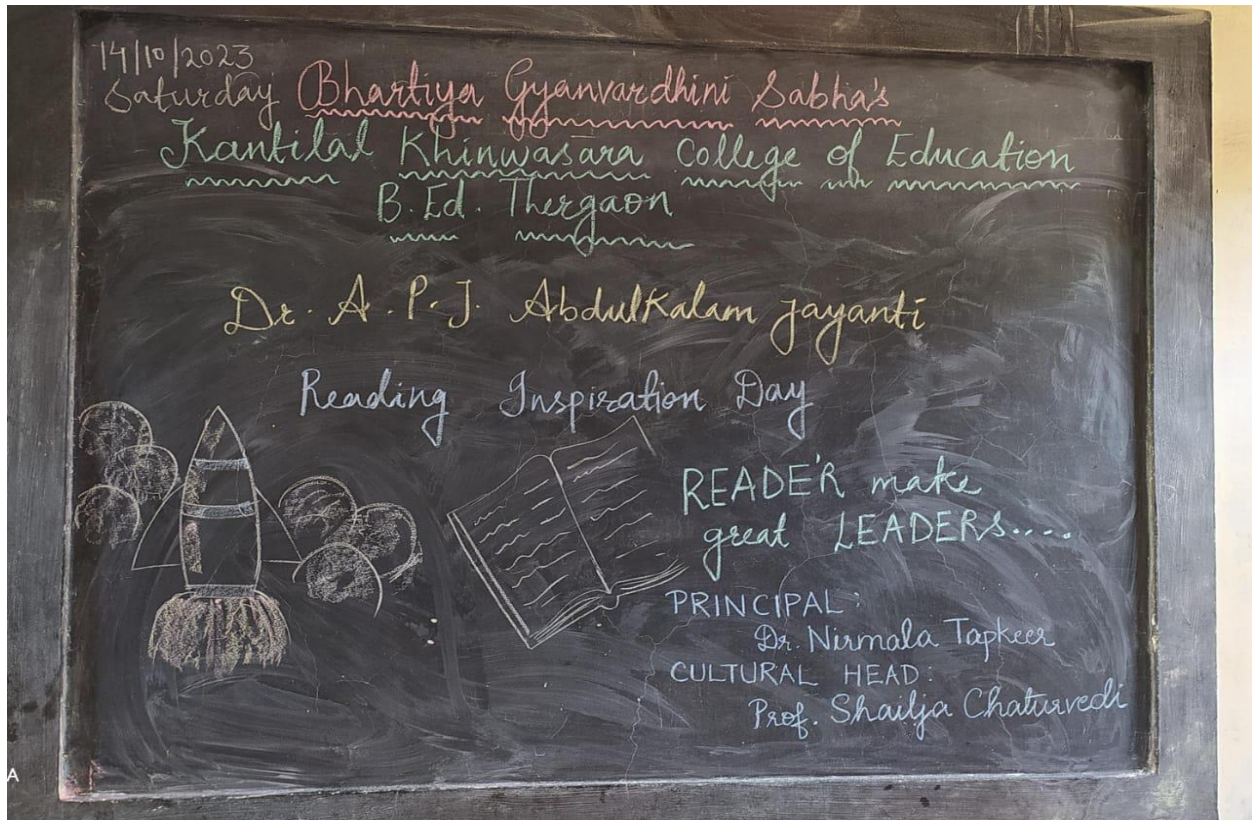 14/10/2023
Saturday Bhartiya Gyanvardhini Sabha's
Kantilal Khinwasara College of Education
B.Ed. Thergaon
Dr. A.P.J. Abdulkalam Jayanti
Reading Inspiration Day
READE'R make
great LEADERS....
PRINCIPAL:
Dr. Nirmala Tapkeer
CULTURAL HEAD:
Prof. Shailja Chaturvedi
A